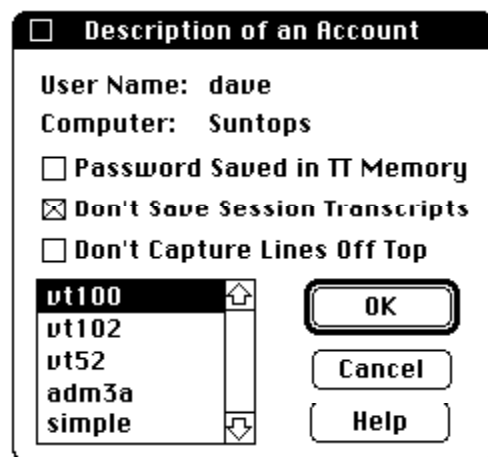 Description of an Account
User Name: dave
Computer: Suntops
Password Saved in TT Memory
Don't Save Session Transcripts
Don't Capture Lines Off Top
vt100
vt102
vt52
adm3a
simple
OK
Cancel
Help